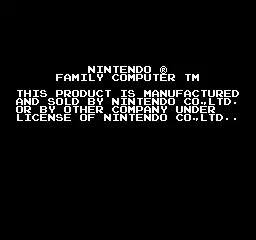 NINTENDO ®
FAMILY COMPUTER TM
THIS PRODUCT IS MANUFACTURED
AND SOLD BY NINTENDO CO.,LTD.
OR BY OTHER COMPANY UNDER
LICENSE OF NINTENDO CO.,LTD..